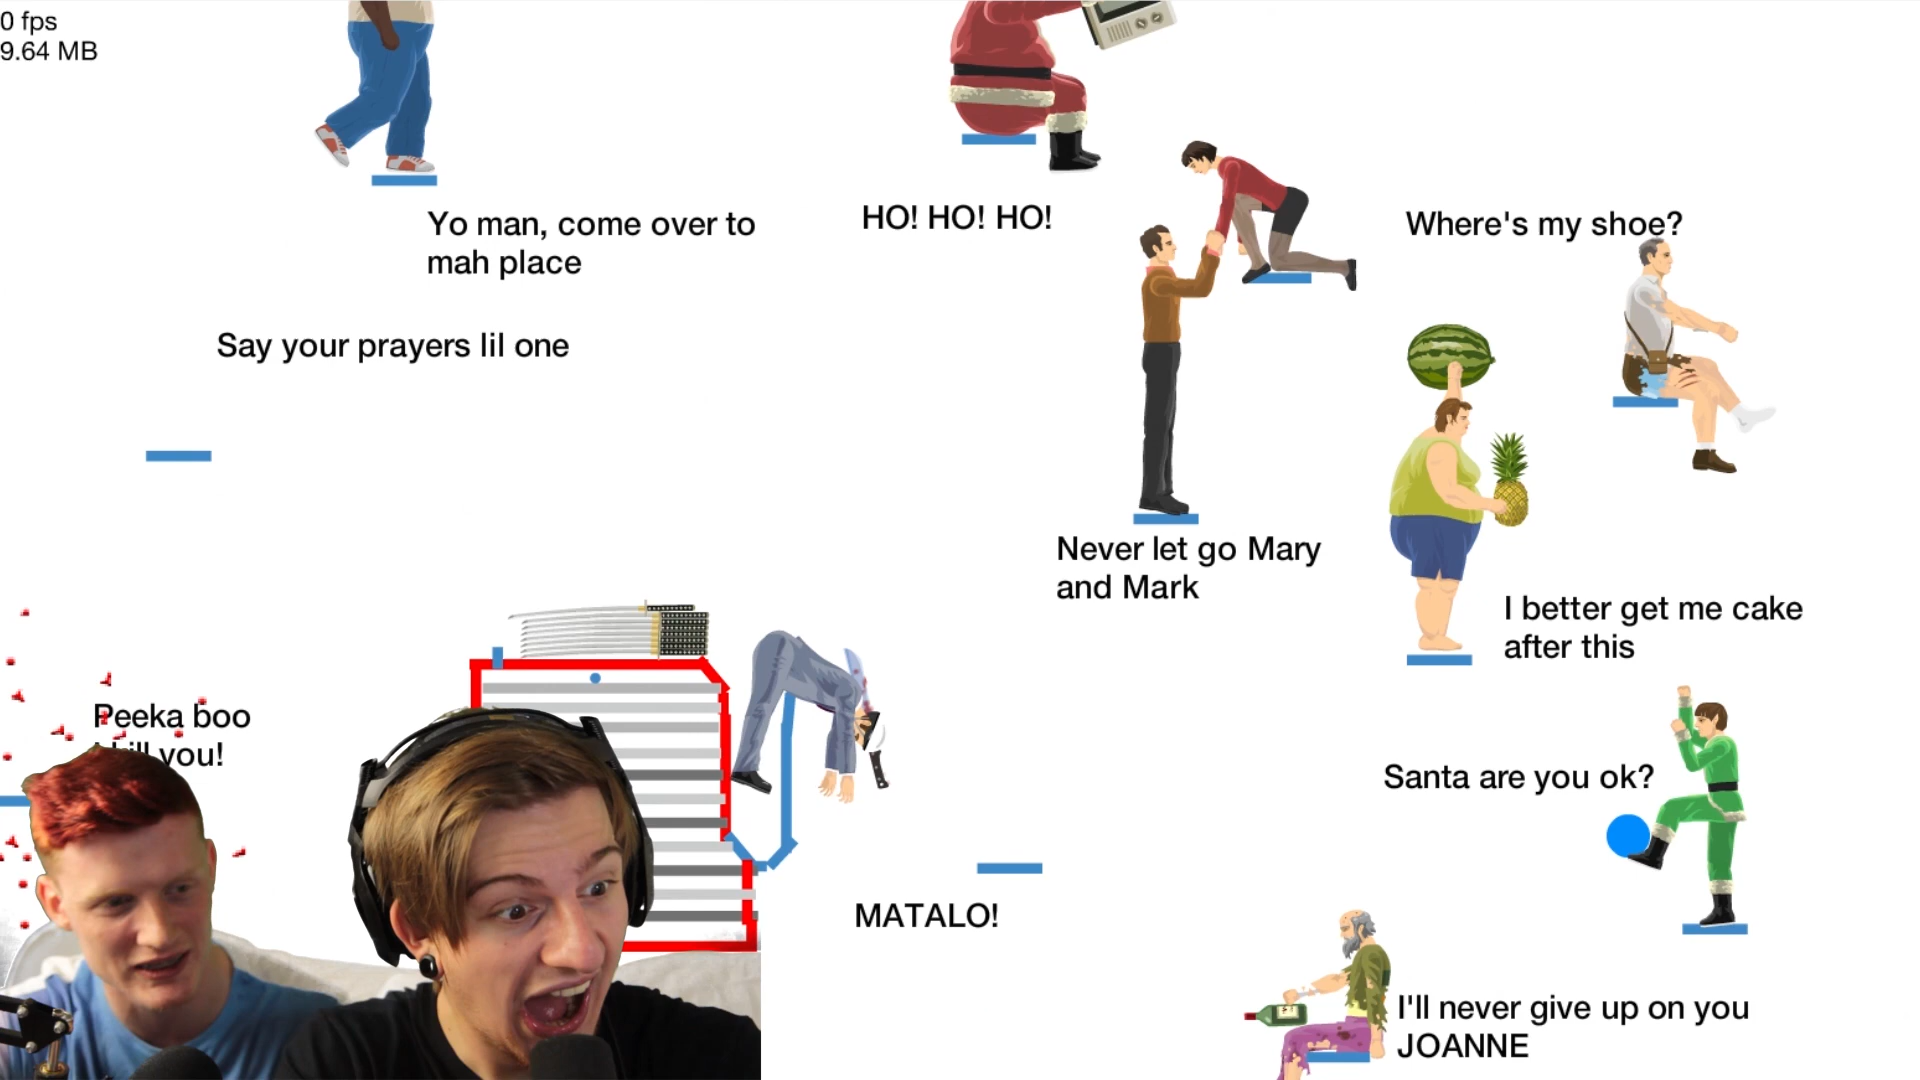 0 fps
9.64 MB
Yo man, come over to
mah place
HO! HO! HO!
Where's my shoe?
Say your prayers lil one
Never let go Mary
and Mark
I better get me cake
after this
Peeka boo
I kill you!
Santa are you ok?
MATALO!
I'll never give up on you
JOANNE